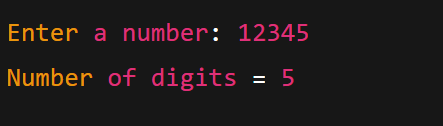 Enter a number: 12345
Number of digits = 5